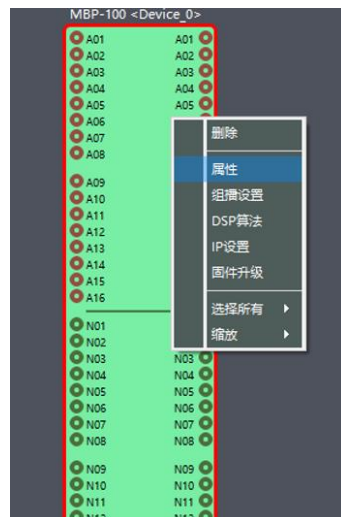 MBP-100 <Device_0>
A01 A01
A02 A02
A03 A03
A04 A04
A05 A05
A06
A07
A08
A09
A10
A11
A12
A13
A14
A15
A16
删除
属性
组播设置
DSP算法
IP设置
固件升级
选择所有
缩放
N01
N02
N03 N03
N04 N04
N05 N05
N06 N06
N07 N07
N08 N08
N09 N09
N10 N10
N11 N11